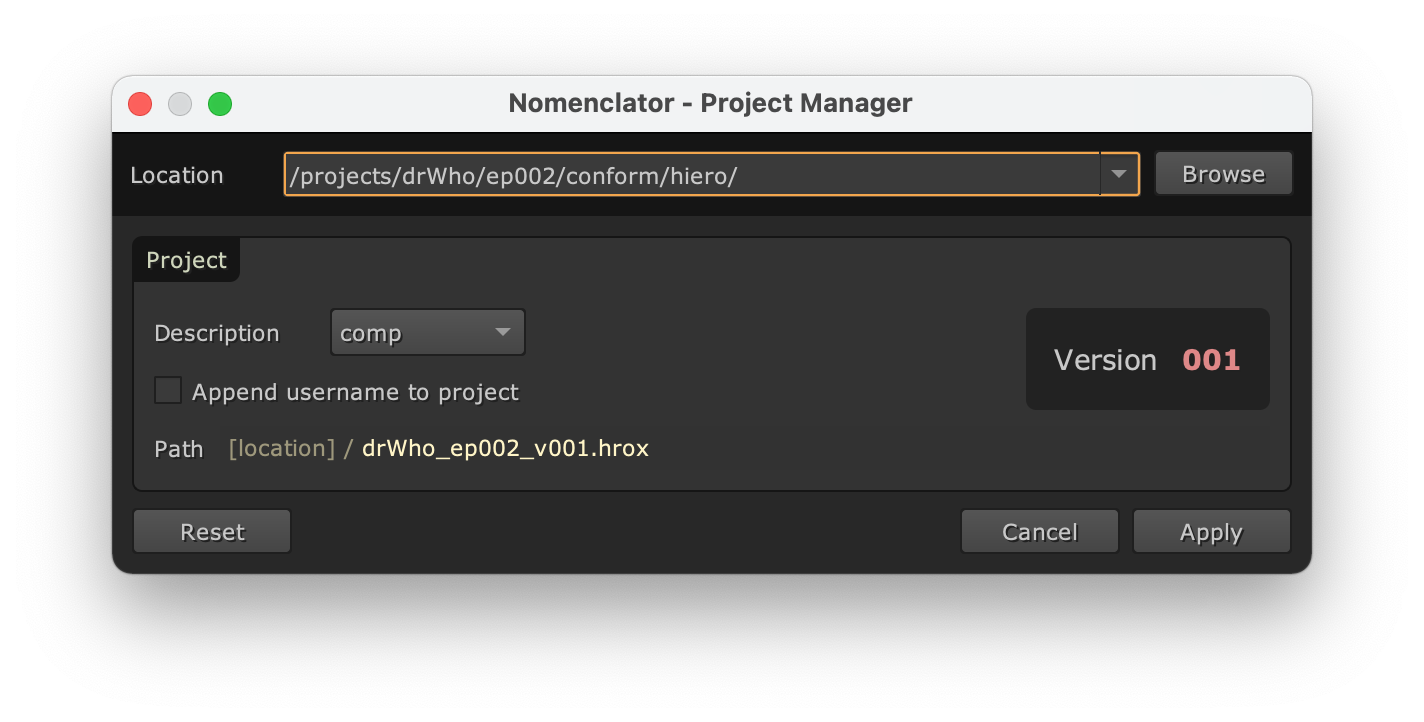 Nomenclator - Project Manager
Location /projects/drWho/ep002/conform/hiero/ Browse
Project
Description comp
Version 001
Append username to project
Path [location] / drWho_ep002_v001.hrox
Reset Cancel Apply